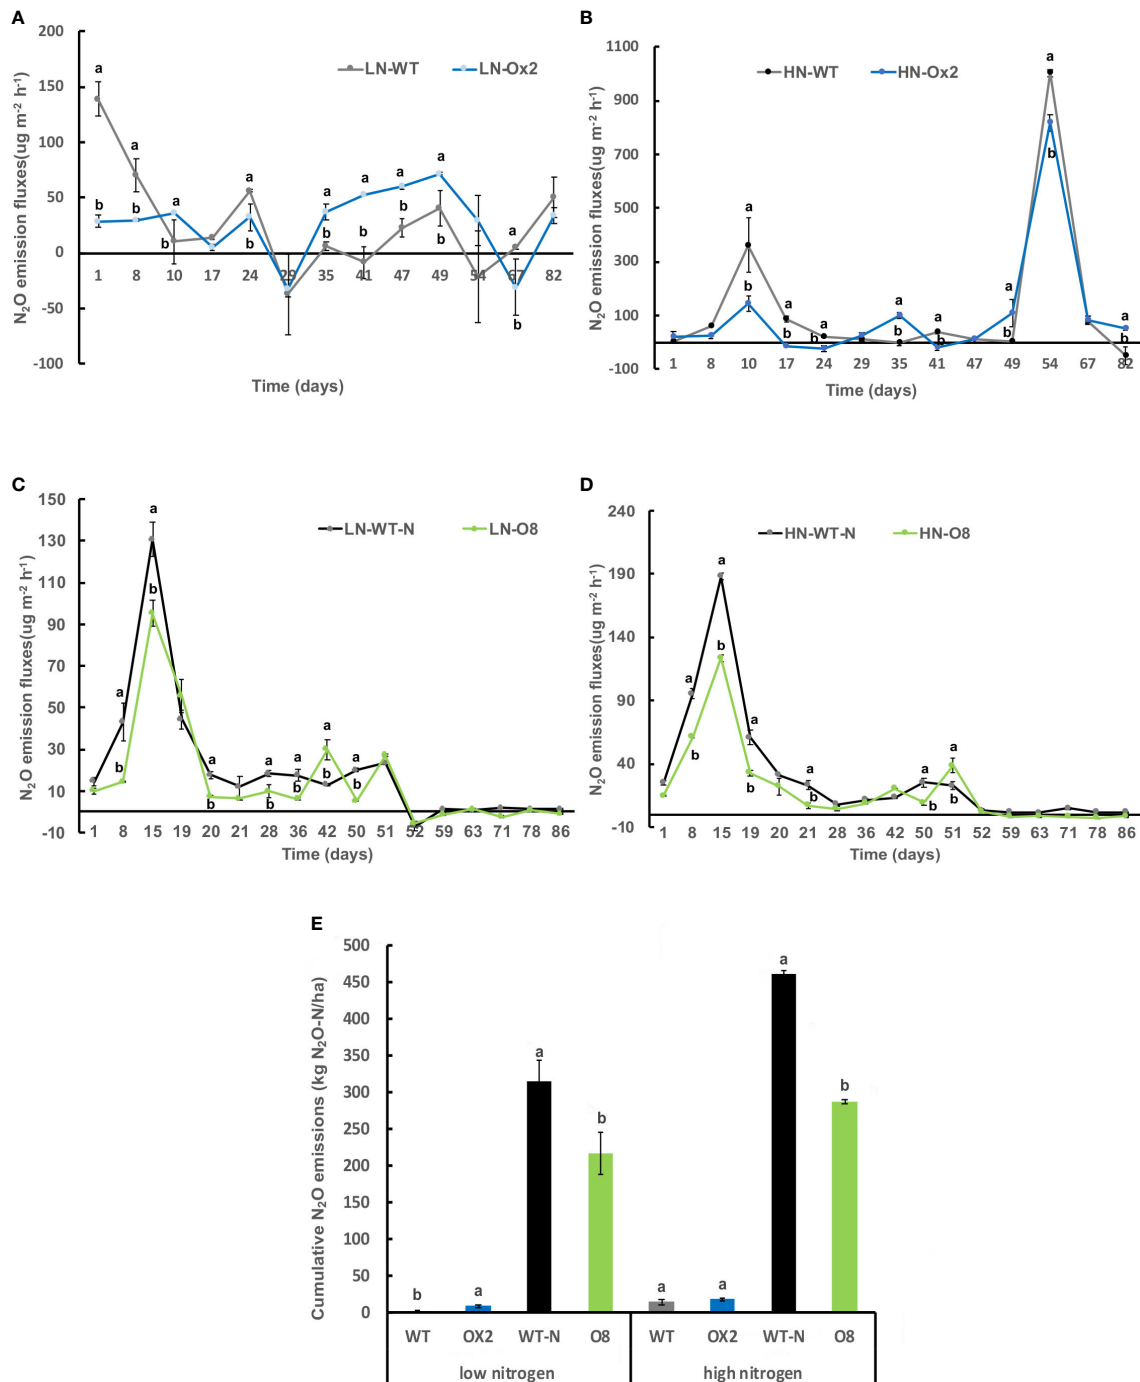 A
N₂O emission fluxes(ug m⁻² h⁻¹)
200
150
100
50
0
-50
-100
LN-WT LN-Ox2
a
a
a
a
a
a
a
a
a
b
b
b
b
b
b
b
b
b
1 8 10 17 24 29 35 41 47 49 54 67 82
Time (days)
B
N₂O emission fluxes(ug m⁻² h⁻¹)
1100
900
700
500
300
100
-100
HN-WT HN-Ox2
a
a
a
a
a
a
a
a
a
b
b
b
b
b
b
b
b
1 8 10 17 24 29 35 41 47 49 54 67 82
Time (days)
C
N₂O emission fluxes(ug m⁻² h⁻¹)
150
130
110
90
70
50
30
10
-10
LN-WT-N LN-O8
a
a
a
a
a
a
a
b
b
b
b
b
b
b
1 8 15 19 20 21 28 36 42 50 51 52 59 63 71 78 86
Time (days)
D
N₂O emission fluxes(ug m⁻² h⁻¹)
240
190
140
90
40
-10
HN-WT-N HN-O8
a
a
a
a
a
a
b
b
b
b
b
b
1 8 15 19 20 21 28 36 42 50 51 52 59 63 71 78 86
Time (days)
E
Cumulative N₂O emissions (kg N₂O-N/ha)
500
450
400
350
300
250
200
150
100
50
0
b a a b a a a b
WT OX2 WT-N O8 WT OX2 WT-N O8
low nitrogen high nitrogen